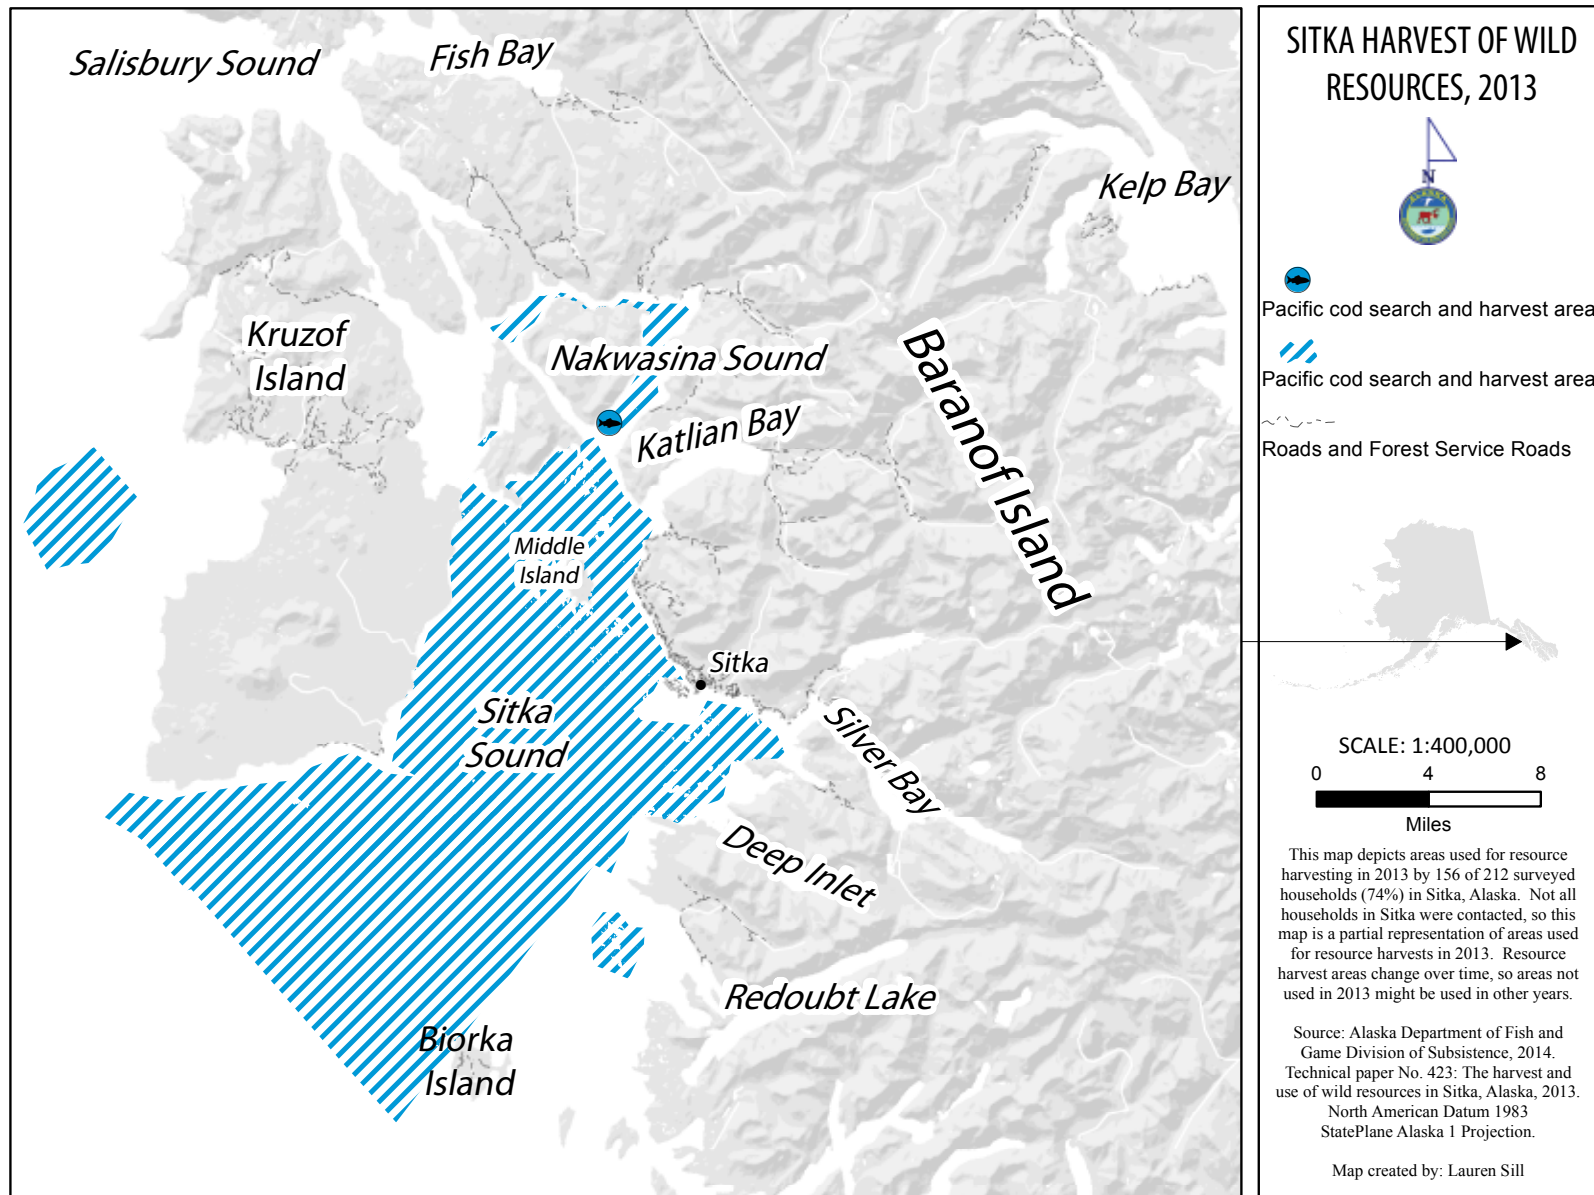 Salisbury Sound
Fish Bay
Kelp Bay
Kruzof
Island
Nakwasina Sound
Katlian Bay
Baranof Island
Middle
Island
Sitka
Sitka
Sound
Silver Bay
Deep Inlet
Redoubt Lake
Biorka
Island
SITKA HARVEST OF WILD
RESOURCES, 2013
N
ALASKA
Pacific cod search and harvest area
Pacific cod search and harvest area
Roads and Forest Service Roads
SCALE: 1:400,000
0 4 8
Miles
This map depicts areas used for resource
harvesting in 2013 by 156 of 212 surveyed
households (74%) in Sitka, Alaska. Not all
households in Sitka were contacted, so this
map is a partial representation of areas used
for resource harvests in 2013. Resource
harvest areas change over time, so areas not
used in 2013 might be used in other years.
Source: Alaska Department of Fish and
Game Division of Subsistence, 2014.
Technical paper No. 423: The harvest and
use of wild resources in Sitka, Alaska, 2013.
North American Datum 1983
StatePlane Alaska 1 Projection.
Map created by: Lauren Sill